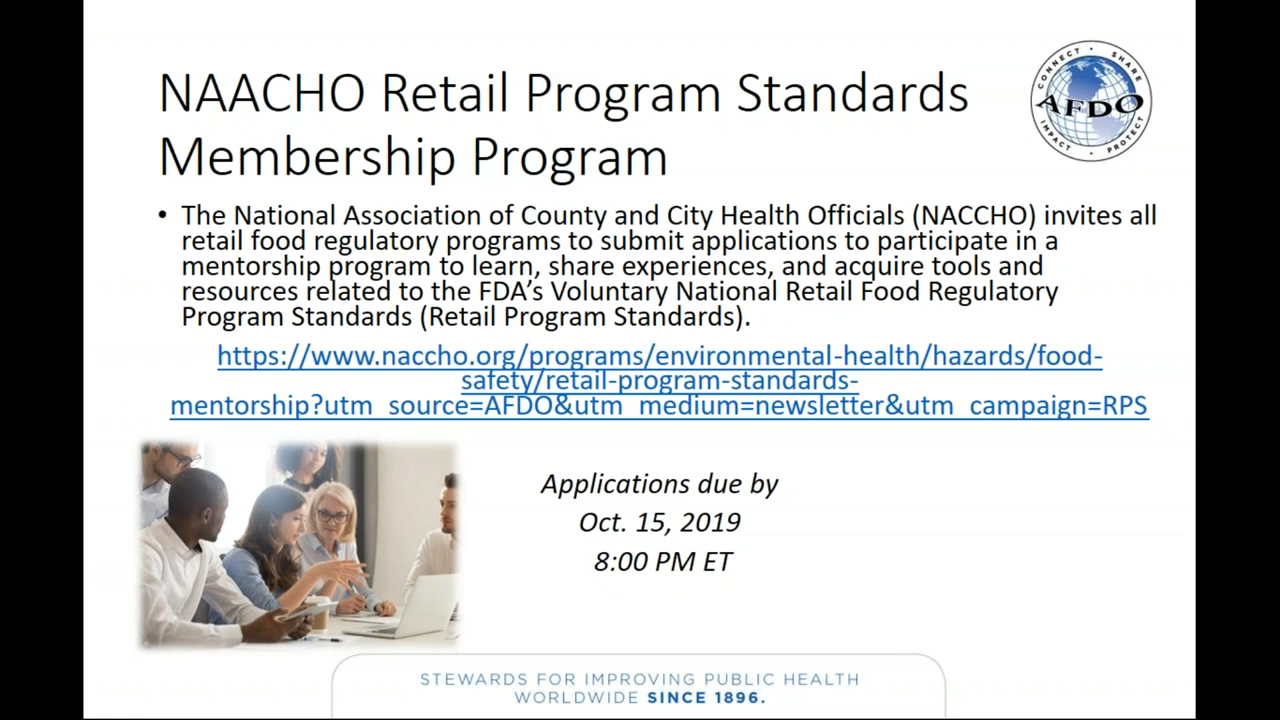 NAACHO Retail Program Standards
Membership Program
CONNECT • SHARE
AFDO
IMPACT • PROTECT
• The National Association of County and City Health Officials (NACCHO) invites all
retail food regulatory programs to submit applications to participate in a
mentorship program to learn, share experiences, and acquire tools and
resources related to the FDA’s Voluntary National Retail Food Regulatory
Program Standards (Retail Program Standards).
https://www.naccho.org/programs/environmental-health/hazards/food-
safety/retail-program-standards-
mentorship?utm_source=AFDO&utm_medium=newsletter&utm_campaign=RPS
Applications due by
Oct. 15, 2019
8:00 PM ET
STEWARDS FOR IMPROVING PUBLIC HEALTH
WORLDWIDE SINCE 1896.